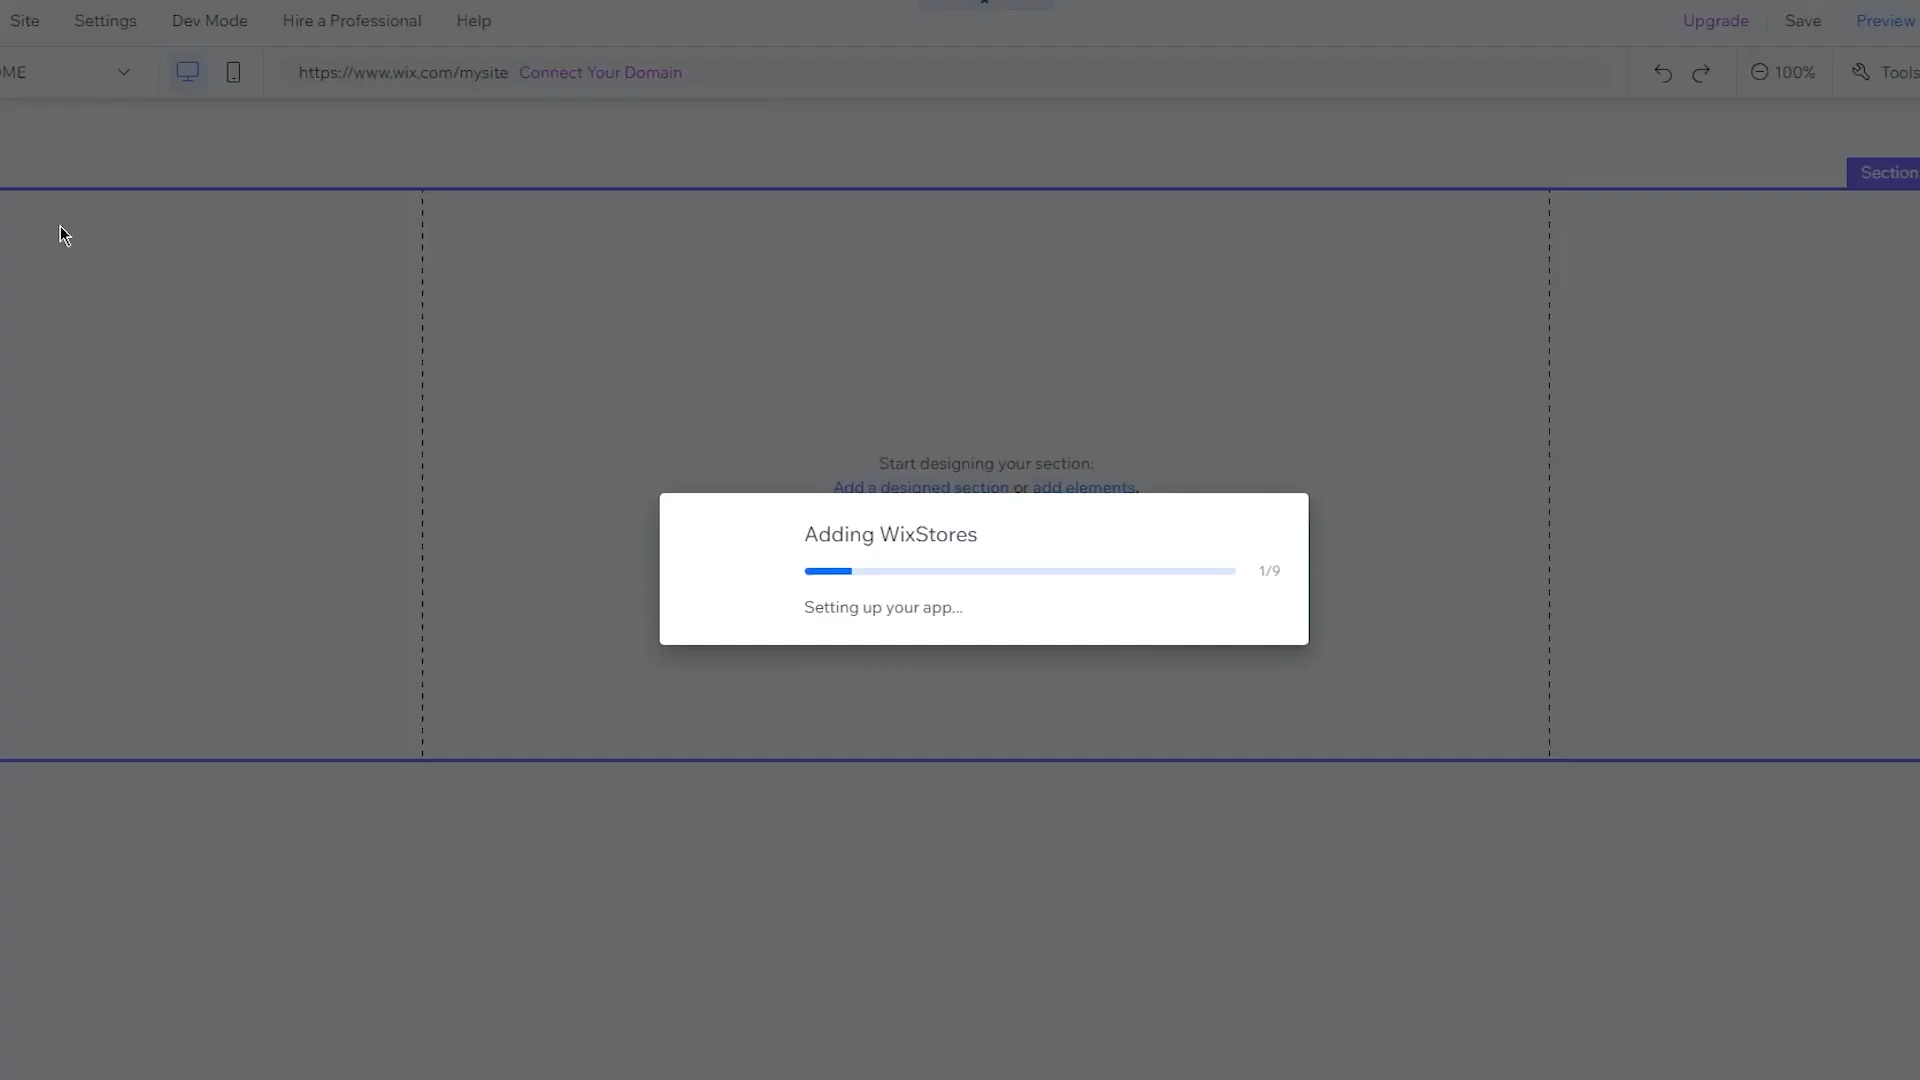 Site Settings Dev Mode Hire a Professional Help Upgrade Save Preview
OME https://www.wix.com/mysite Connect Your Domain 100% Tools
Section
Start designing your section:
Add a designed section or add elements.
Adding WixStores
1/9
Setting up your app...